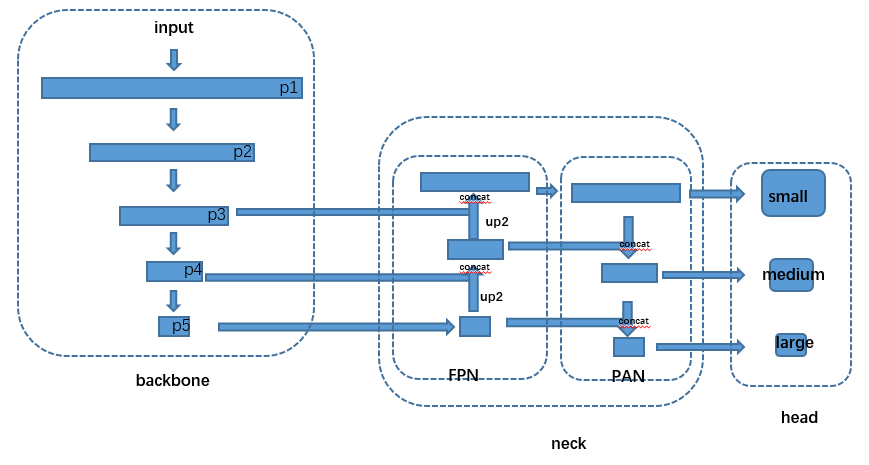 input
p1
p2
p3
p4
p5
backbone
concat
up2
concat
up2
FPN
concat
concat
PAN
neck
small
medium
large
head